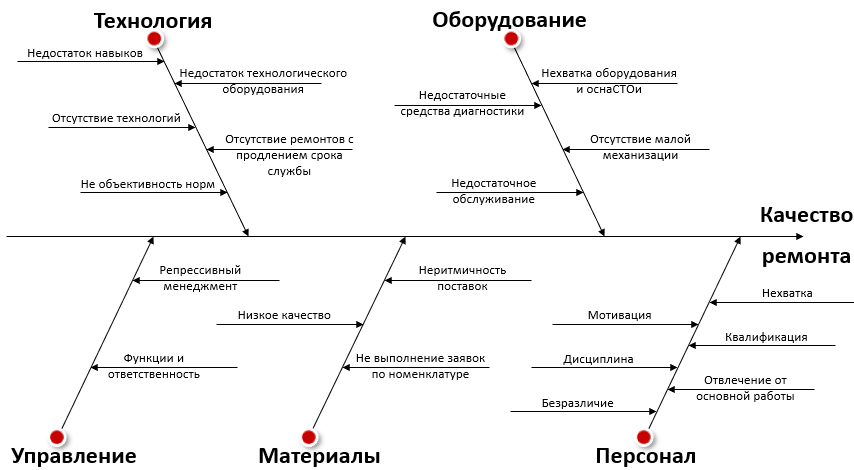 Технология
Недостаток навыков
Недостаток технологического
оборудования
Отсутствие технологий
Отсутствие ремонтов с
продлением срока
службы
Не объективность норм
Оборудование
Нехватка оборудования
и оснаСТОи
Недостаточные
средства диагностики
Отсутствие малой
механизации
Недостаточное
обслуживание
Качество
ремонта
Репрессивный
менеджмент
Функции и
ответственность
Управление
Неритмичность
поставок
Низкое качество
Не выполнение заявок
по номенклатуре
Материалы
Нехватка
Мотивация
Квалификация
Дисциплина
Отвлечение от
основной работы
Безразличие
Персонал